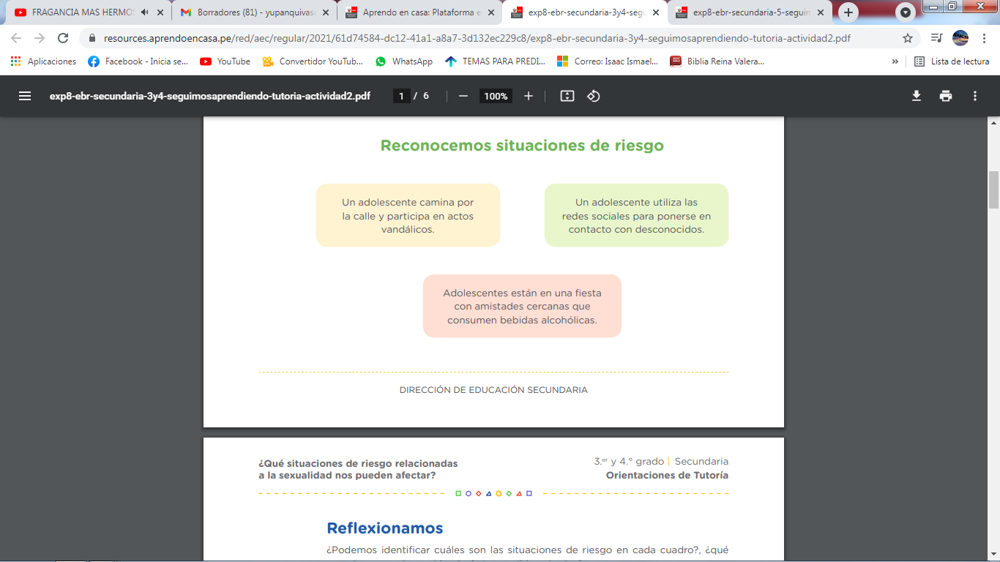 FRAGANCIA MAS HERMOS
Borradores (81) - yupanquivas
Aprendo en casa: Plataforma e
exp8-ebr-secundaria-3y4-segu
exp8-ebr-secundaria-5-seguim
resources.aprendoencasa.pe/red/aec/regular/2021/61d74584-dc12-41a1-a8a7-3d132ec229c8/exp8-ebr-secundaria-3y4-seguimosaprendiendo-tutoria-actividad2.pdf
Aplicaciones
Facebook - Inicia se...
YouTube
Convertidor YouTub...
WhatsApp
TEMAS PARA PREDI...
Correo: Isaac Ismael...
Biblia Reina Valera...
»
Lista de lectura
exp8-ebr-secundaria-3y4-seguimosaprendiendo-tutoria-actividad2.pdf
1 / 6
100%
Reconocemos situaciones de riesgo
Un adolescente camina por
la calle y participa en actos
vandálicos.
Un adolescente utiliza las
redes sociales para ponerse en
contacto con desconocidos.
Adolescentes están en una fiesta
con amistades cercanas que
consumen bebidas alcohólicas.
DIRECCIÓN DE EDUCACIÓN SECUNDARIA
¿Qué situaciones de riesgo relacionadas
a la sexualidad nos pueden afectar?
3.er y 4.° grado | Secundaria
Orientaciones de Tutoría
Reflexionamos
¿Podemos identificar cuáles son las situaciones de riesgo en cada cuadro?, ¿qué